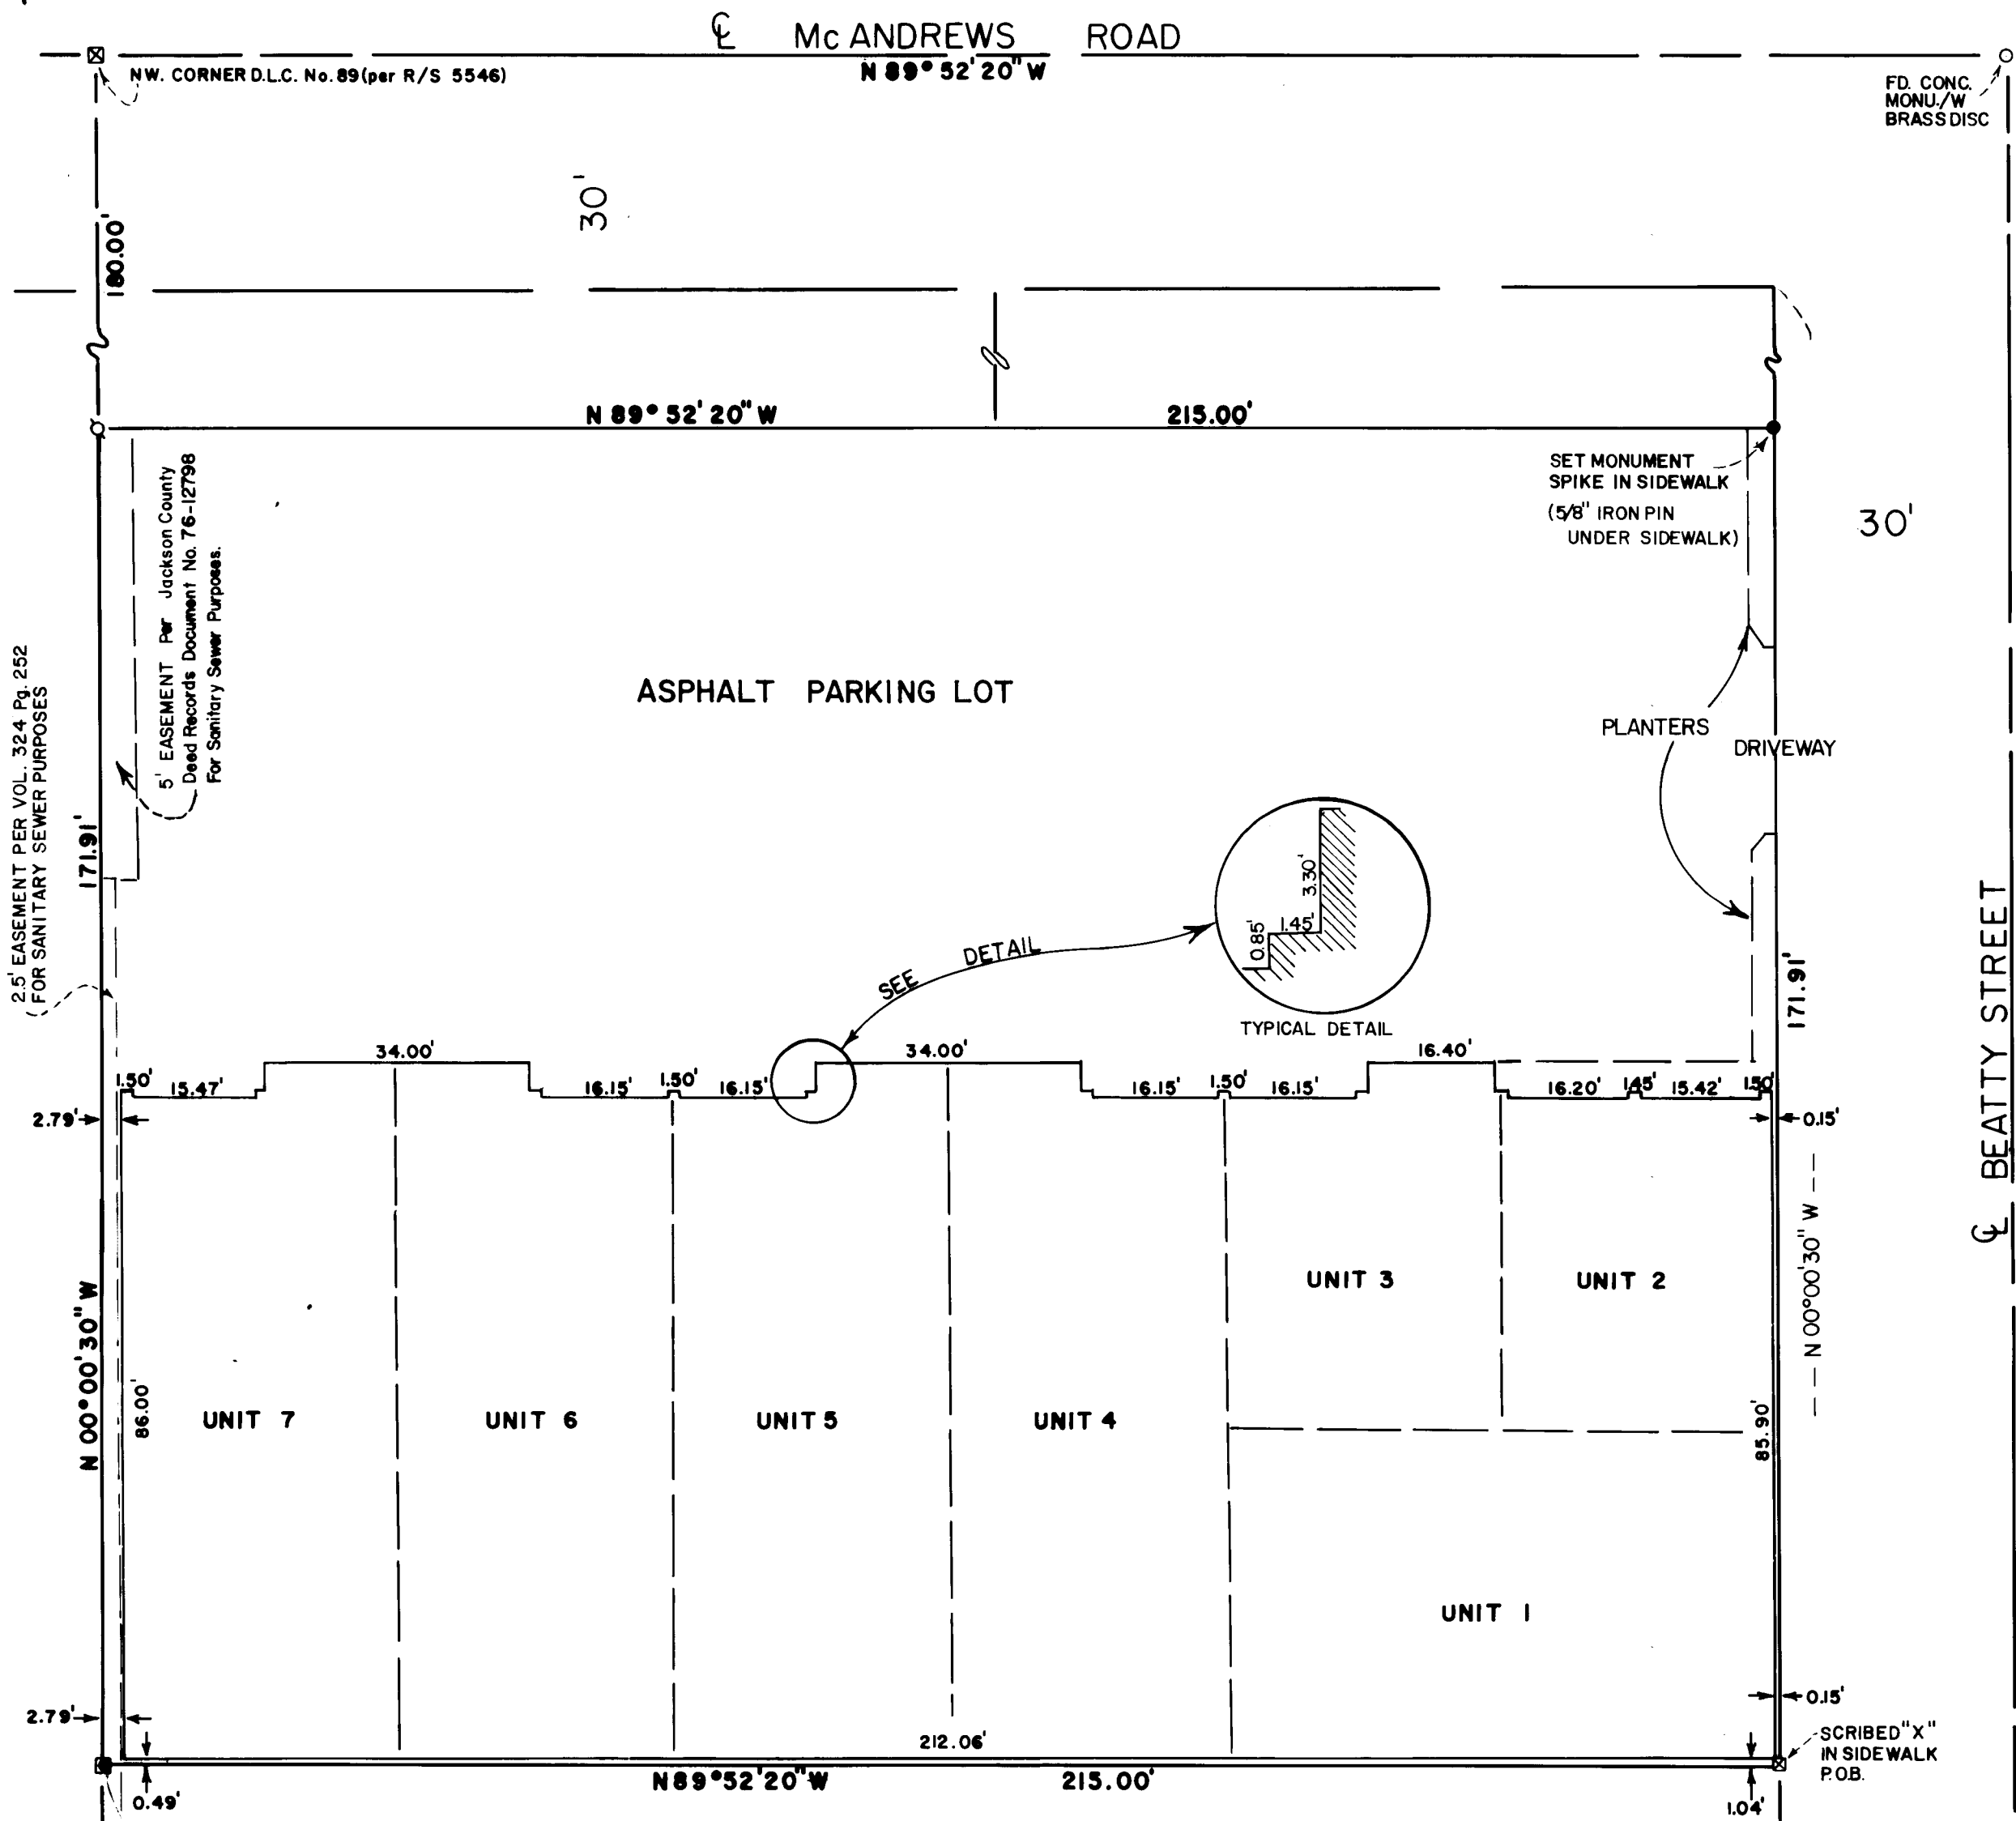 ℄ Mc ANDREWS ROAD
N 89° 52' 20" W
NW. CORNER D.L.C. No. 89 (per R/S 5546)
FD. CONC.
MONU./W
BRASS DISC
30'
180.00'
N 89° 52' 20" W 215.00'
SET MONUMENT
SPIKE IN SIDEWALK
(5/8" IRON PIN
UNDER SIDEWALK)
30'
5' EASEMENT Per Jackson County
Deed Records Document No. 76-12798
For Sanitary Sewer Purposes.
2.5' EASEMENT PER VOL. 324 Pg. 252
FOR SANITARY SEWER PURPOSES
171.91'
ASPHALT PARKING LOT
PLANTERS
DRIVEWAY
3.30'
1.45'
0.85'
SEE DETAIL
TYPICAL DETAIL
171.91'
℄ BEATTY STREET
34.00' 34.00' 16.40'
1.50' 15.47' 16.15' 1.50' 16.15' 16.15' 1.50' 16.15' 16.20' 1.45' 15.42' 1.50'
2.79' 0.15'
N 00°00'30" W
N 00°00'30" W
UNIT 3 UNIT 2
86.00'
UNIT 7 UNIT 6 UNIT 5 UNIT 4
85.90'
UNIT 1
2.79' 0.15'
212.06'
SCRIBED "X"
IN SIDEWALK
P.O.B.
N 89°52'20" W 215.00'
0.49' 1.04'